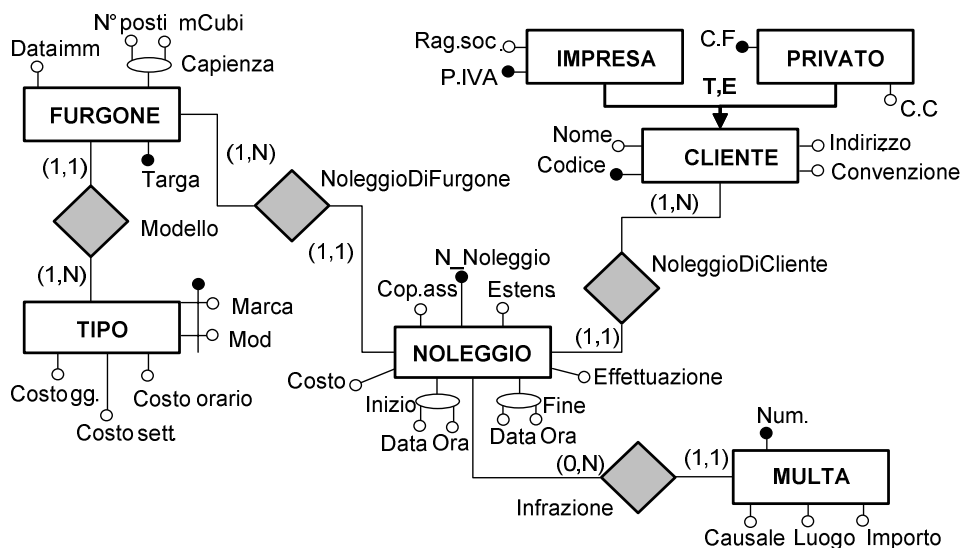 N° posti mCubi
Dataimm
Capienza
FURGONE
Rag.soc.
IMPRESA
P.IVA
C.F
PRIVATO
T,E
C.C
(1,1)
(1,N)
Targa
Nome
CLIENTE
Indirizzo
Codice
Convenzione
NoleggioDiFurgone
Modello
(1,N)
(1,1)
(1,N)
N_Noleggio
NoleggioDiCliente
Cop.ass
Estens.
Marca
TIPO
Mod
(1,1)
NOLEGGIO
Costo gg.
Costo orario
Costo
Effettuazione
Inizio
Fine
Costo sett.
Data Ora
Data Ora
Num.
(0,N)
(1,1)
MULTA
Infrazione
Causale Luogo Importo